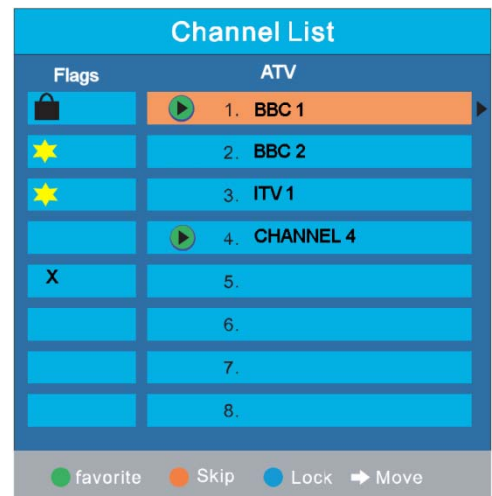 Channel List
Flags ATV
1. BBC 1
2. BBC 2
3. ITV 1
4. CHANNEL 4
X 5.
6.
7.
8.
favorite Skip Lock Move